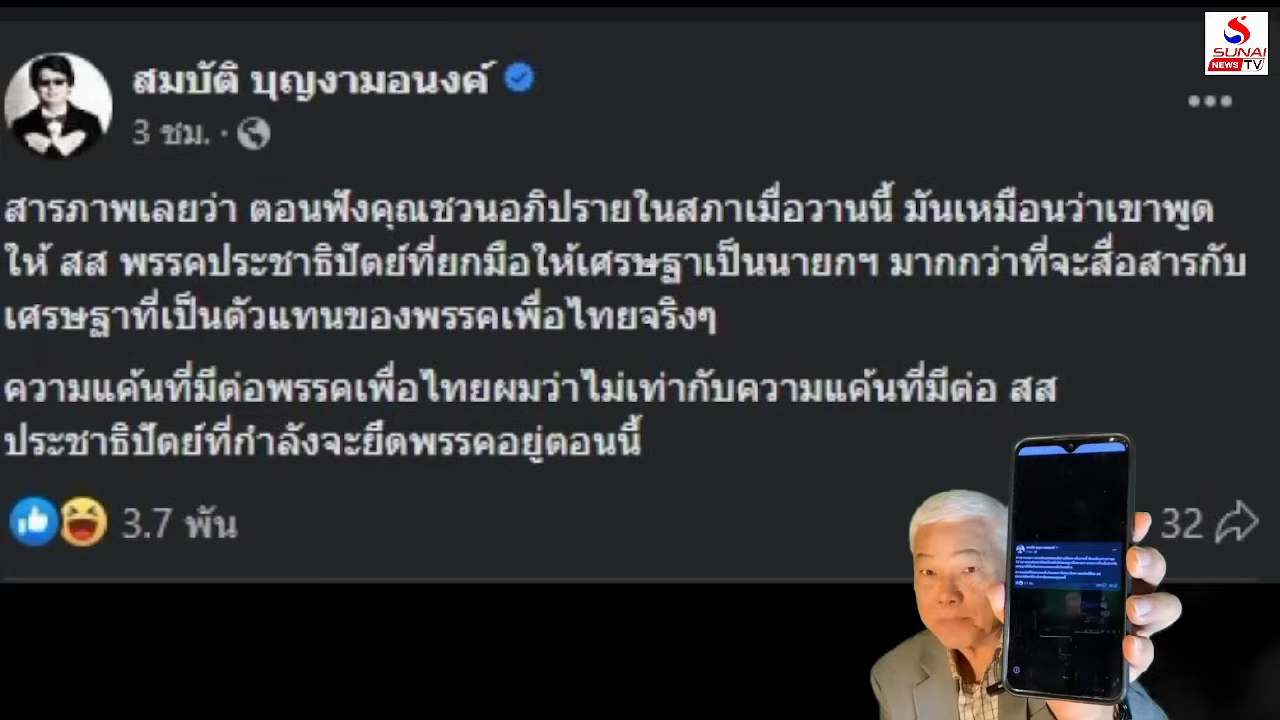 SUNAI
NEWS TV
สมบัติ บุญงามอนงค์
3 ชม. ·
สารภาพเลยว่า ตอนฟังคุณชวนอภิปรายในสภาเมื่อวานนี้ มันเหมือนว่าเขาพูด
ให้ สส พรรคประชาธิปัตย์ที่ยกมือให้เศรษฐาเป็นนายกฯ มากกว่าที่จะสื่อสารกับ
เศรษฐาที่เป็นตัวแทนของพรรคเพื่อไทยจริงๆ
ความแค้นที่มีต่อพรรคเพื่อไทยผมว่าไม่เท่ากับความแค้นที่มีต่อ สส
ประชาธิปัตย์ที่กำลังจะยึดพรรคอยู่ตอนนี้
3.7 พัน
32